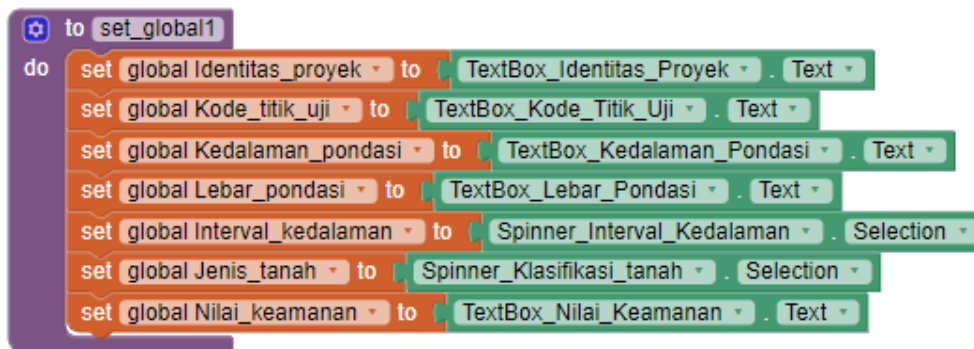 to set_global1
do set global Identitas_proyek to TextBox_Identitas_Proyek . Text
set global Kode_titik_uji to TextBox_Kode_Titik_Uji . Text
set global Kedalaman_pondasi to TextBox_Kedalaman_Pondasi . Text
set global Lebar_pondasi to TextBox_Lebar_Pondasi . Text
set global Interval_kedalaman to Spinner_Interval_Kedalaman . Selection
set global Jenis_tanah to Spinner_Klasifikasi_tanah . Selection
set global Nilai_keamanan to TextBox_Nilai_Keamanan . Text